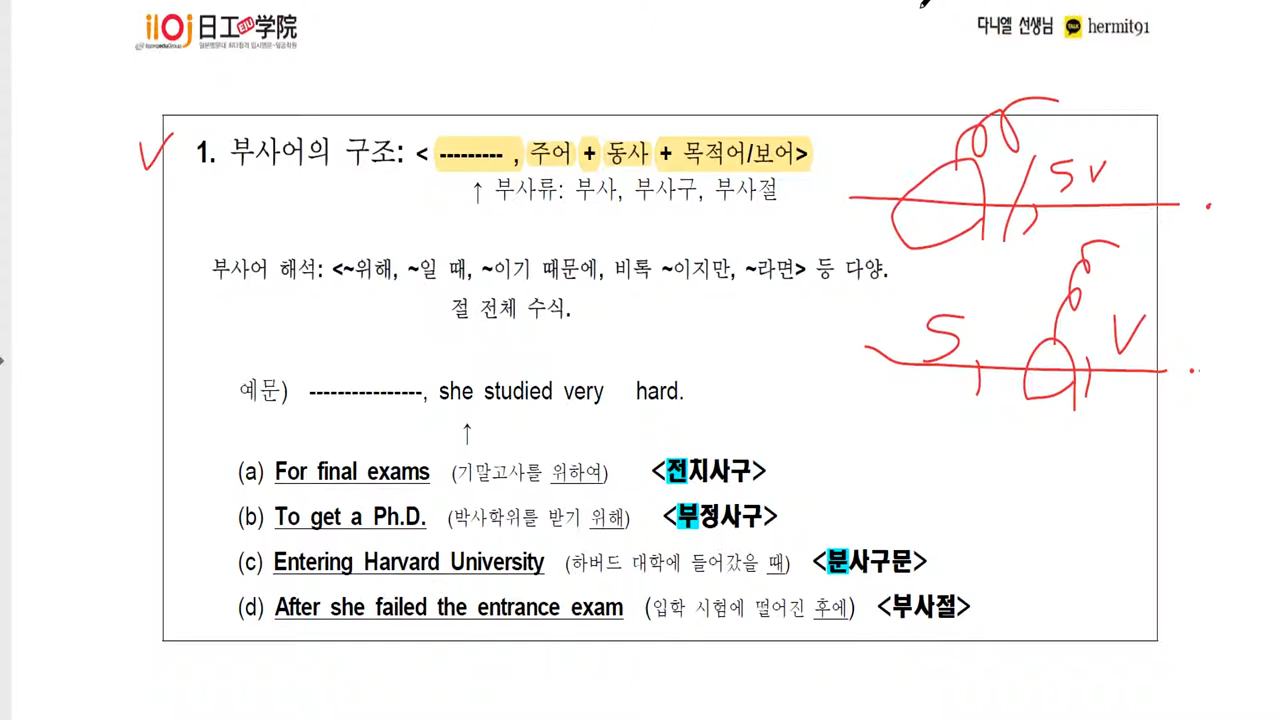 iloj 日工 EJU 学院
다니엘 선생님 TALK hermit91
1. 부사어의 구조: < --------- , 주어 + 동사 + 목적어/보어>
↑ 부사류: 부사, 부사구, 부사절
S V
부사어 해석: <~위해, ~일 때, ~이기 때문에, 비록 ~이지만, ~라면> 등 다양.
절 전체 수식.
S V
예문) ----------------, she studied very hard.
↑
(a) For final exams (기말고사를 위하여) <전치사구>
(b) To get a Ph.D. (박사학위를 받기 위해) <부정사구>
(c) Entering Harvard University (하버드 대학에 들어갔을 때) <분사구문>
(d) After she failed the entrance exam (입학 시험에 떨어진 후에) <부사절>